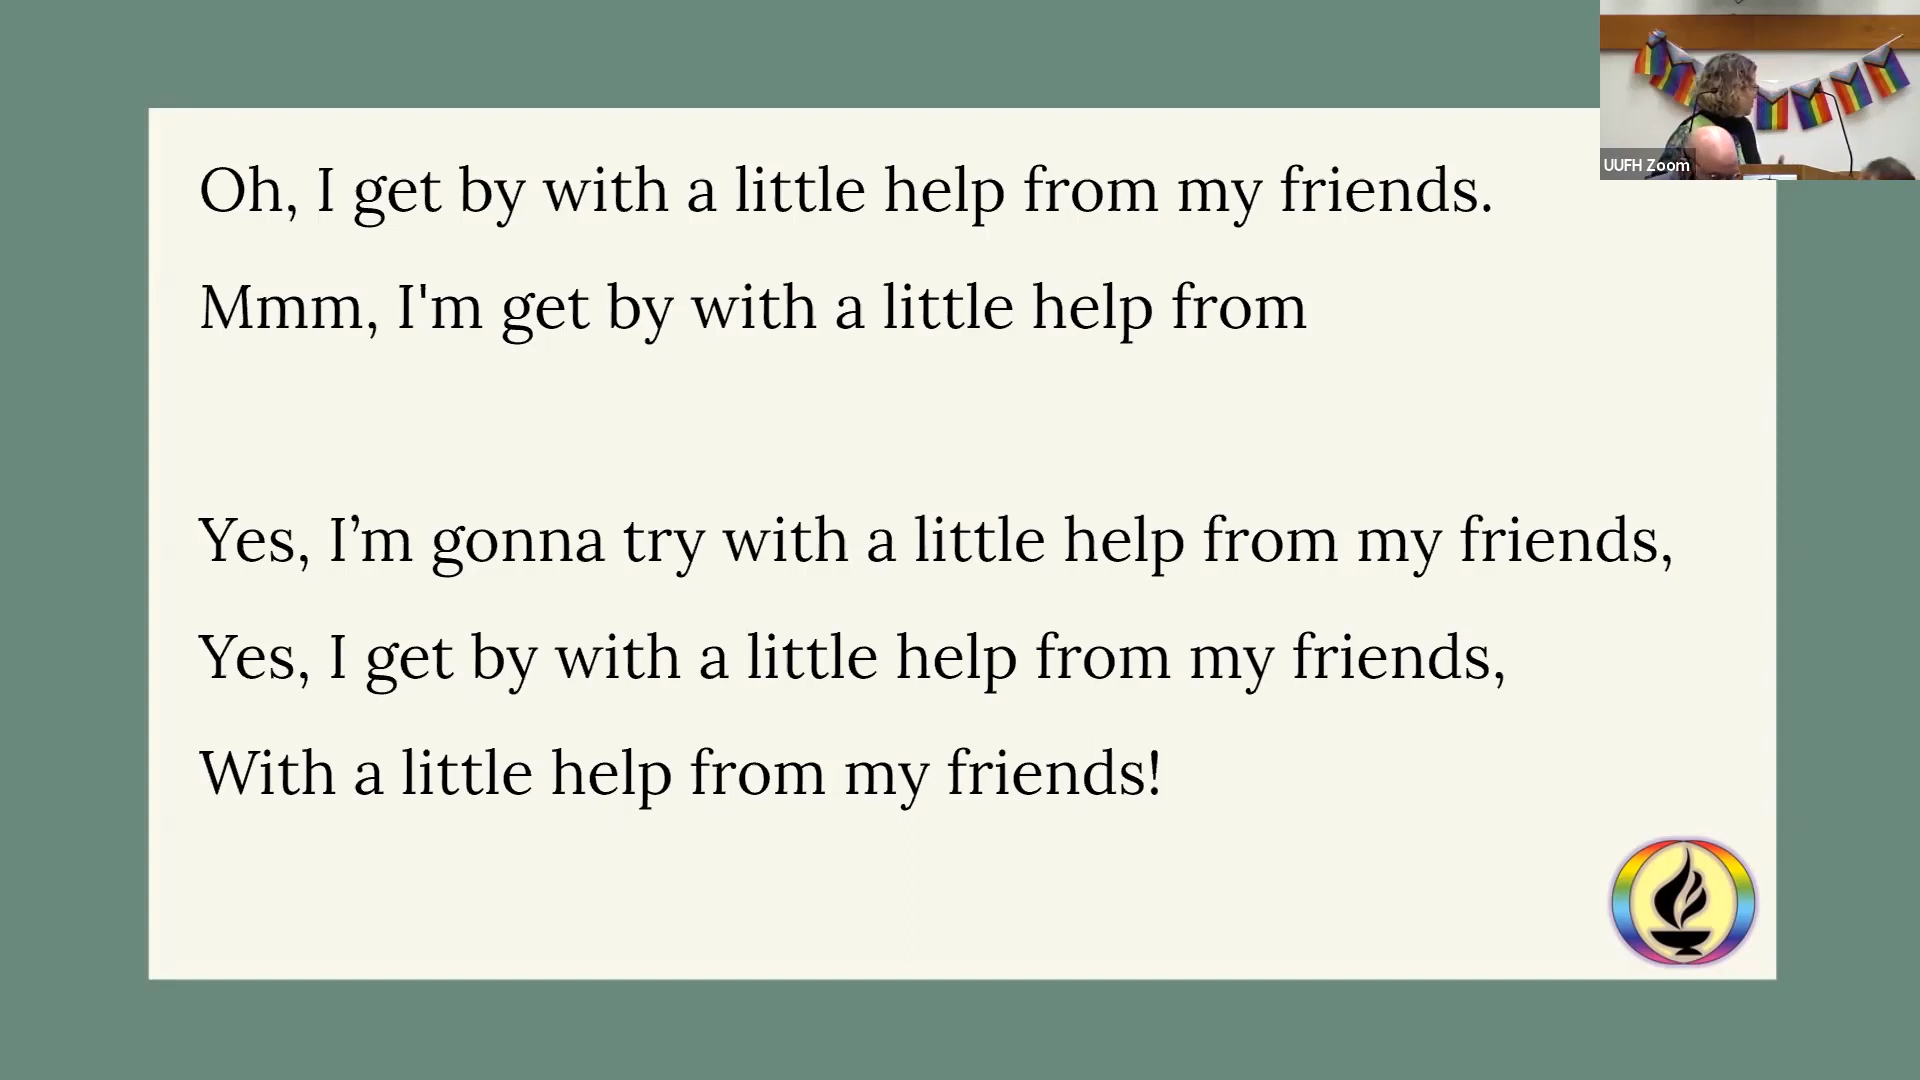 Oh, I get by with a little help from my friends.
Mmm, I'm get by with a little help from
Yes, I’m gonna try with a little help from my friends,
Yes, I get by with a little help from my friends,
With a little help from my friends!
UUFH Zoom